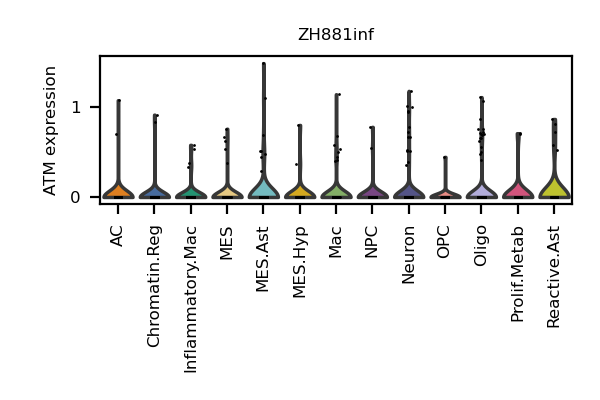 ZH881inf
ATM expression
1
0
AC
Chromatin.Reg
Inflammatory.Mac
MES
MES.Ast
MES.Hyp
Mac
NPC
Neuron
OPC
Oligo
Prolif.Metab
Reactive.Ast